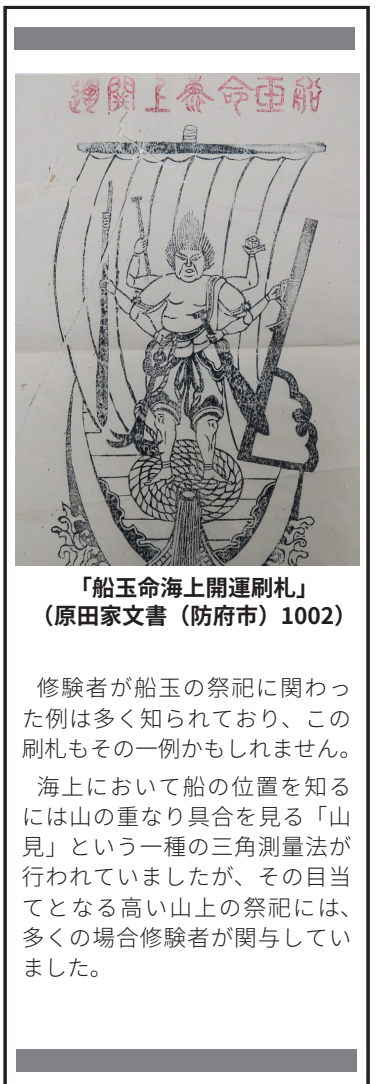 船玉命海上開運
「船玉命海上開運刷札」
（原田家文書（防府市）1002）
修験者が船玉の祭祀に関わっ
た例は多く知られており、この
刷札もその一例かもしれません。
海上において船の位置を知る
には山の重なり具合を見る「山
見」という一種の三角測量法が
行われていましたが、その目当
てとなる高い山上の祭祀には、
多くの場合修験者が関与してい
ました。